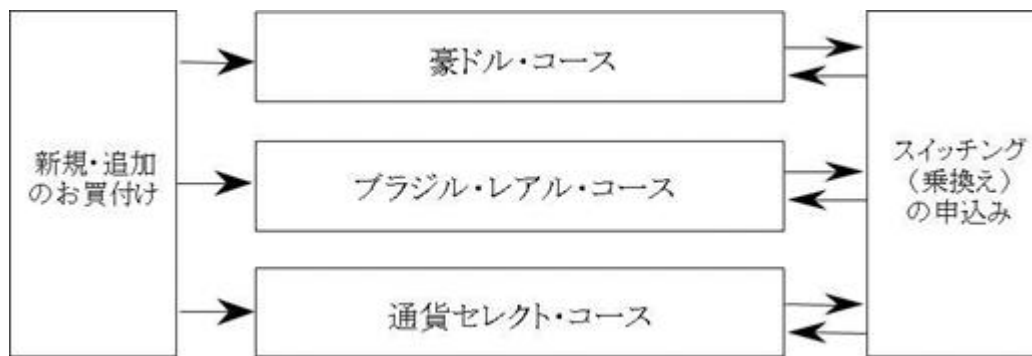 新規・追加
のお買付け
豪ドル・コース
ブラジル・レアル・コース
通貨セレクト・コース
スイッチング
（乗換え）
の申込み